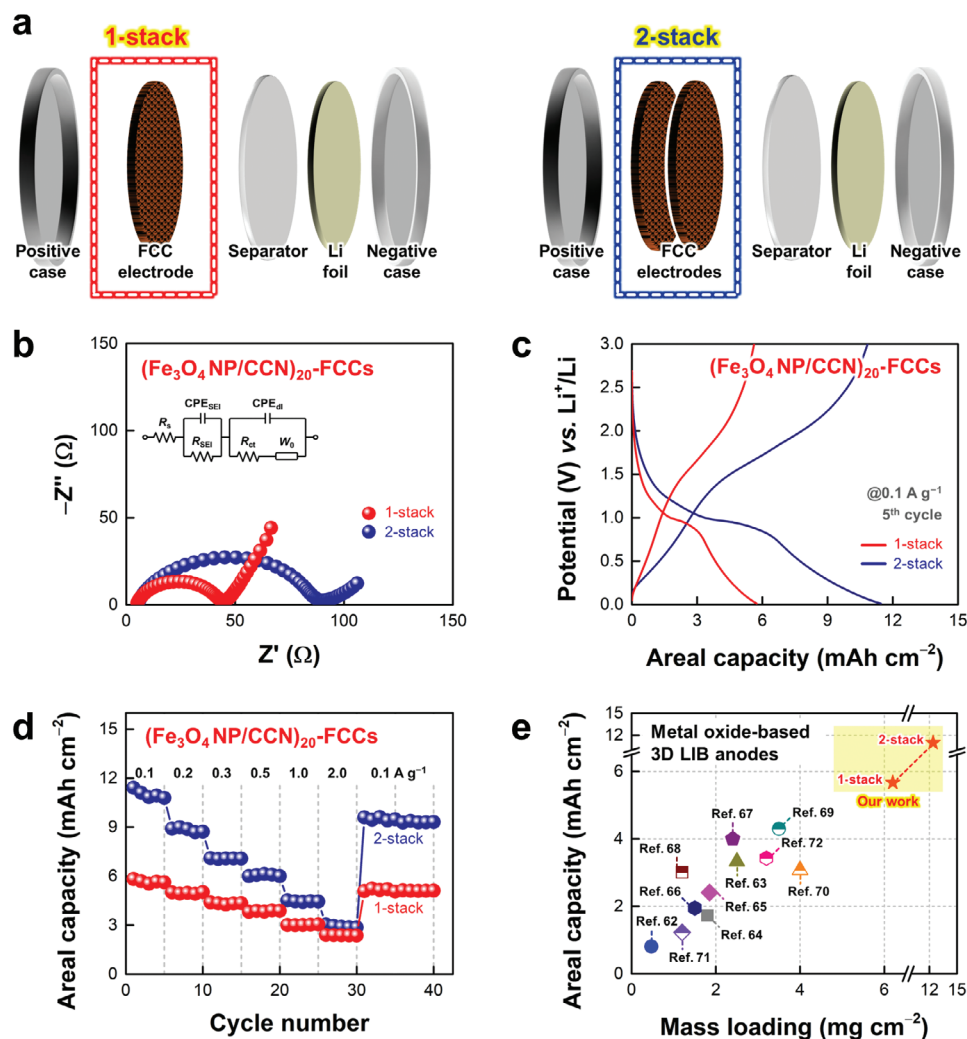 a
1-stack
2-stack
Positive case
FCC electrode
Separator
Li foil
Negative case
Positive case
FCC electrodes
Separator
Li foil
Negative case
b
(Fe₃O₄ NP/CCN)₂₀-FCCs
CPE_SEI
CPE_dl
R_s
R_SEI
R_ct
W_0
1-stack
2-stack
150
100
50
0
0
50
100
150
−Z″ (Ω)
Z′ (Ω)
c
(Fe₃O₄ NP/CCN)₂₀-FCCs
@0.1 A g⁻¹
5ᵗʰ cycle
1-stack
2-stack
3.0
2.5
2.0
1.5
1.0
0.5
0.0
0
3
6
9
12
15
Potential (V) vs. Li⁺/Li
Areal capacity (mAh cm⁻²)
d
(Fe₃O₄ NP/CCN)₂₀-FCCs
0.1
0.2
0.3
0.5
1.0
2.0
0.1 A g⁻¹
2-stack
1-stack
15
12
9
6
3
0
0
10
20
30
40
Areal capacity (mAh cm⁻²)
Cycle number
e
Metal oxide-based
3D LIB anodes
2-stack
1-stack
Our work
Ref. 67
Ref. 69
Ref. 72
Ref. 68
Ref. 63
Ref. 70
Ref. 66
Ref. 65
Ref. 62
Ref. 64
Ref. 71
15
12
6
4
2
0
0
2
4
6
12
14
Areal capacity (mAh cm⁻²)
Mass loading (mg cm⁻²)